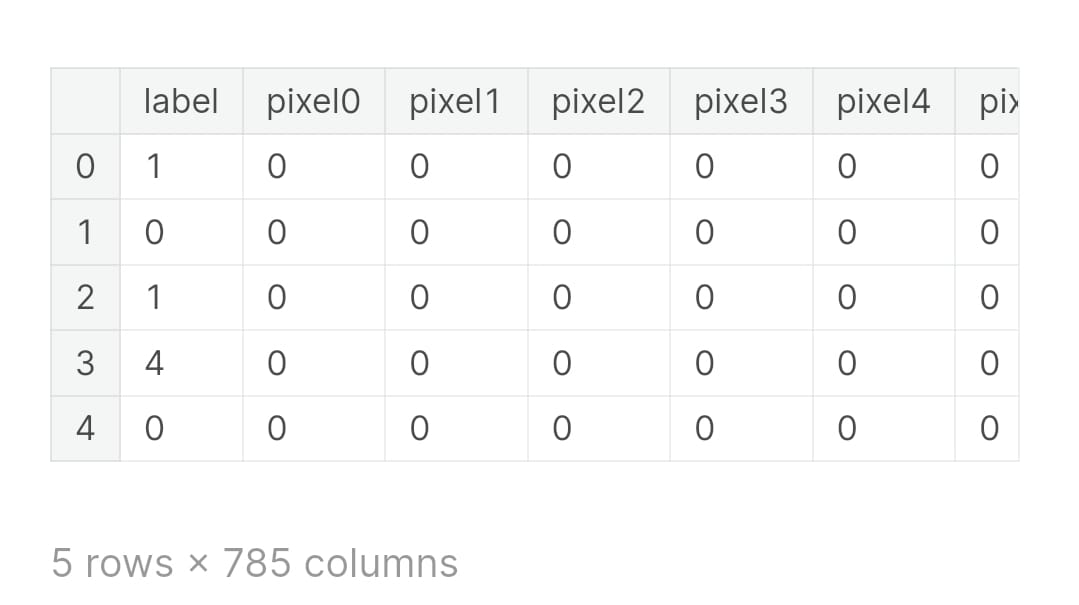 label pixel0 pixel1 pixel2 pixel3 pixel4 pix
0 1 0 0 0 0 0 0
1 0 0 0 0 0 0 0
2 1 0 0 0 0 0 0
3 4 0 0 0 0 0 0
4 0 0 0 0 0 0 0
5 rows × 785 columns